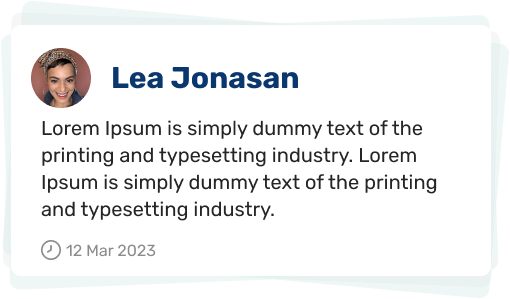 Lea Jonasan
Lorem Ipsum is simply dummy text of the
printing and typesetting industry. Lorem
Ipsum is simply dummy text of the printing
and typesetting industry.
12 Mar 2023